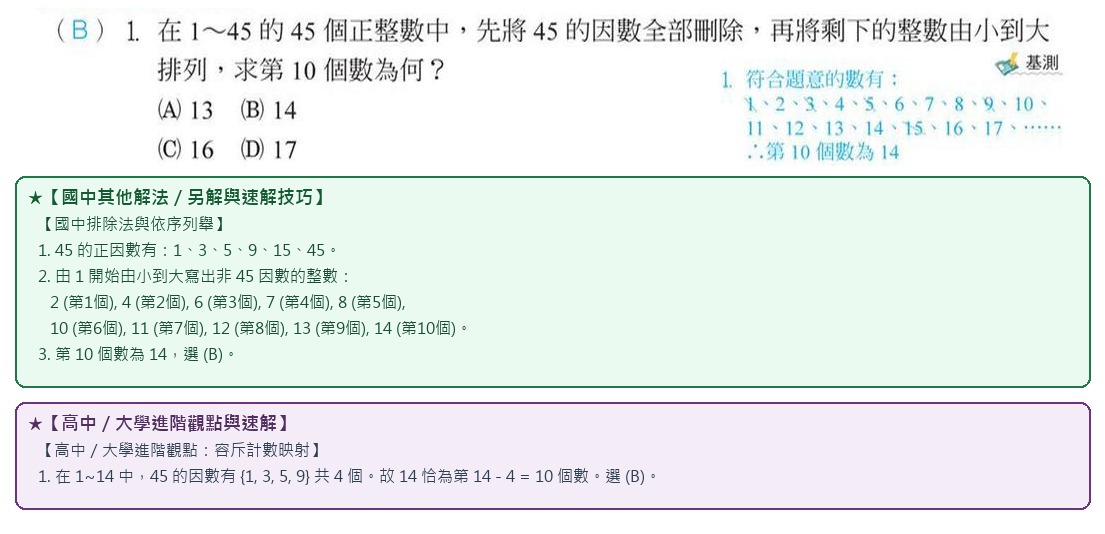 （B）1. 在 1～45 的 45 個正整數中，先將 45 的因數全部刪除，再將剩下的整數由小到大
排列，求第 10 個數為何？
基測
(A) 13 (B) 14
(C) 16 (D) 17
1. 符合題意的數有：
1、2、3、4、5、6、7、8、9、10、
11、12、13、14、15、16、17、……
∴第 10 個數為 14
★【國中其他解法 / 另解與速解技巧】
【國中排除法與依序列舉】
1. 45 的正因數有：1、3、5、9、15、45。
2. 由 1 開始由小到大寫出非 45 因數的整數：
2 (第1個), 4 (第2個), 6 (第3個), 7 (第4個), 8 (第5個),
10 (第6個), 11 (第7個), 12 (第8個), 13 (第9個), 14 (第10個)。
3. 第 10 個數為 14，選 (B)。
★【高中 / 大學進階觀點與速解】
【高中 / 大學進階觀點：容斥計數映射】
1. 在 1~14 中，45 的因數有 {1, 3, 5, 9} 共 4 個。故 14 恰為第 14 - 4 = 10 個數。選 (B)。